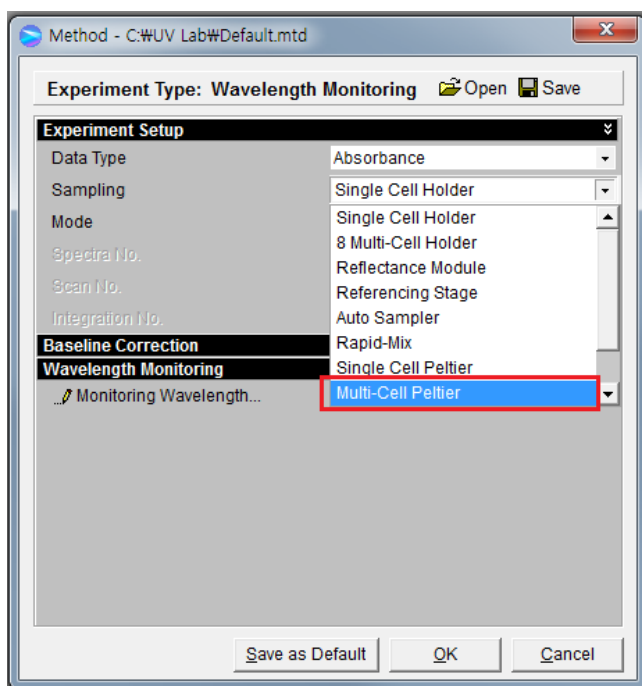 Method - C:₩UV Lab₩Default.mtd
Experiment Type: Wavelength Monitoring Open Save
Experiment Setup
Data Type Absorbance
Sampling Single Cell Holder
Mode Single Cell Holder
8 Multi-Cell Holder
Spectra No.
Reflectance Module
Scan No.
Referencing Stage
Integration No.
Auto Sampler
Baseline Correction
Rapid-Mix
Wavelength Monitoring
Single Cell Peltier
Monitoring Wavelength...
Multi-Cell Peltier
Save as Default OK Cancel